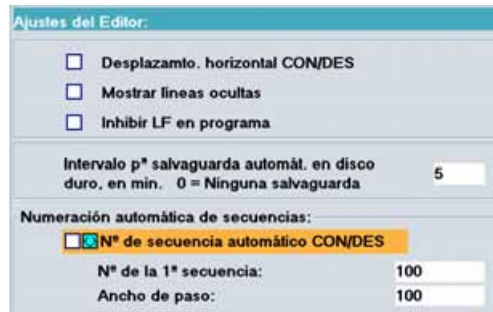 Ajustes del Editor:
Desplazamto. horizontal CON/DES
Mostrar lineas ocultas
Inhibir LF en programa
Intervalo pª salvaguarda automát. en disco
duro, en min. 0 = Ninguna salvaguarda
5
Numeración automática de secuencias:
Nº de secuencia automático CON/DES
Nº de la 1ª secuencia: 100
Ancho de paso: 100